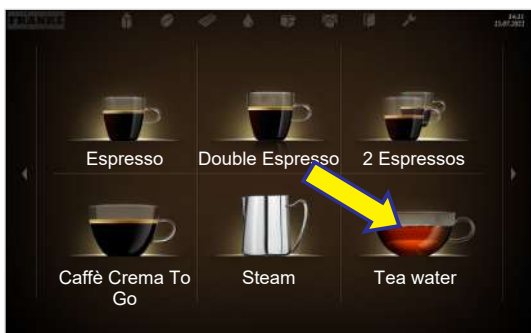 FRANKE
Espresso
Double Espresso
2 Espressos
Caffè Crema To
Go
Steam
Tea water